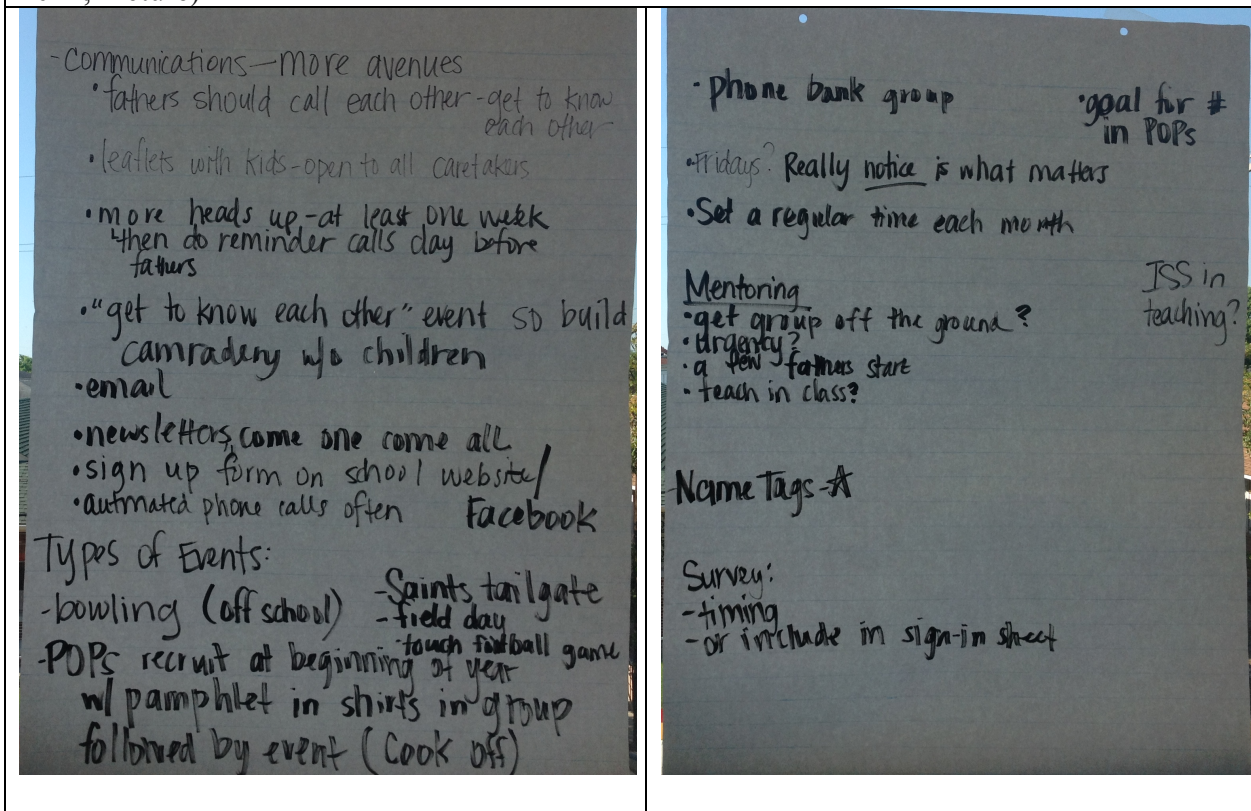 -Communications—more avenues
•fathers should call each other-get to know
each other
•leaflets with kids-open to all caretakers
•more heads up-at least one week
↳then do reminder calls day before
fathers
•"get to know each other" event so build
camradery w/o children
•email
•newsletters, come one come all
•sign up form on school website/
•autmated phone calls often Facebook
Types of Events:
-bowling (off school)
-Saints tailgate
-field day
-touch football game
-POPs recruit at beginning of year
w/ pamphlet in shirts in group
followed by event (Cook off)
•phone bank group
•goal for #
in POPs
•Fridays? Really notice is what matters
•Set a regular time each month
Mentoring
•get group off the ground?
•urgenty?
•a few fathers start
•teach in class?
ISS in
teaching?
Name Tags-☆
Survey:
-timing
-or include in sign-in sheet